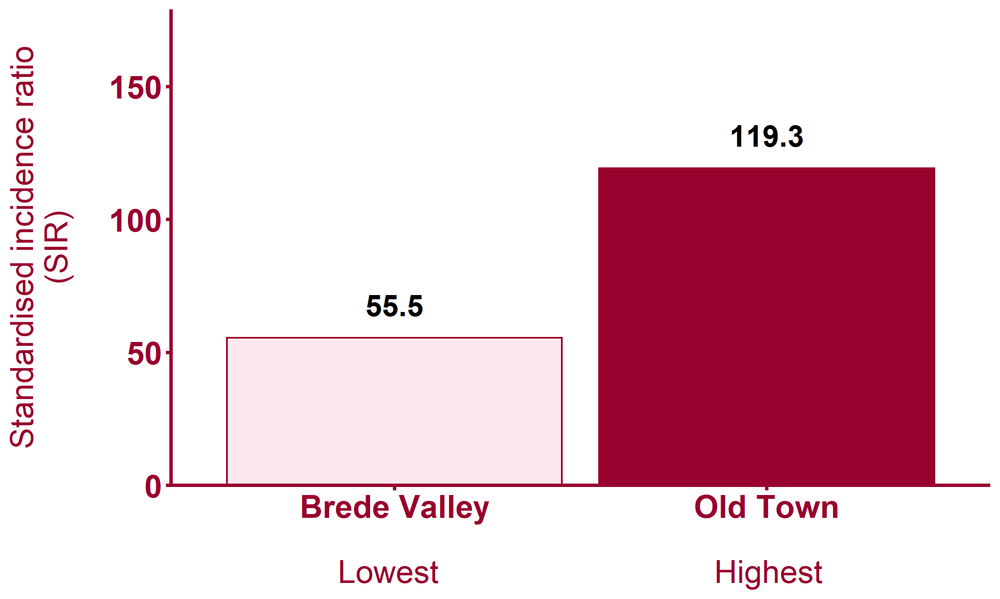 Standardised incidence ratio
(SIR)
150
100
50
0
55.5
119.3
Brede Valley
Old Town
Lowest
Highest